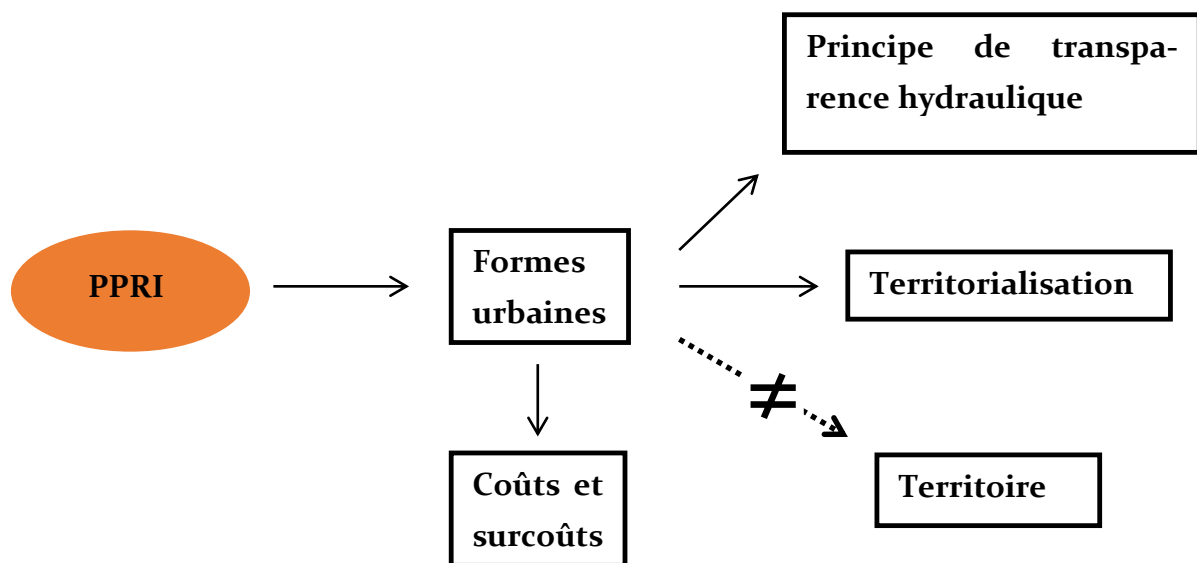 Principe de transpa-
rence hydraulique
PPRI
Formes
urbaines
Territorialisation
≠
Coûts et
surcoûts
Territoire